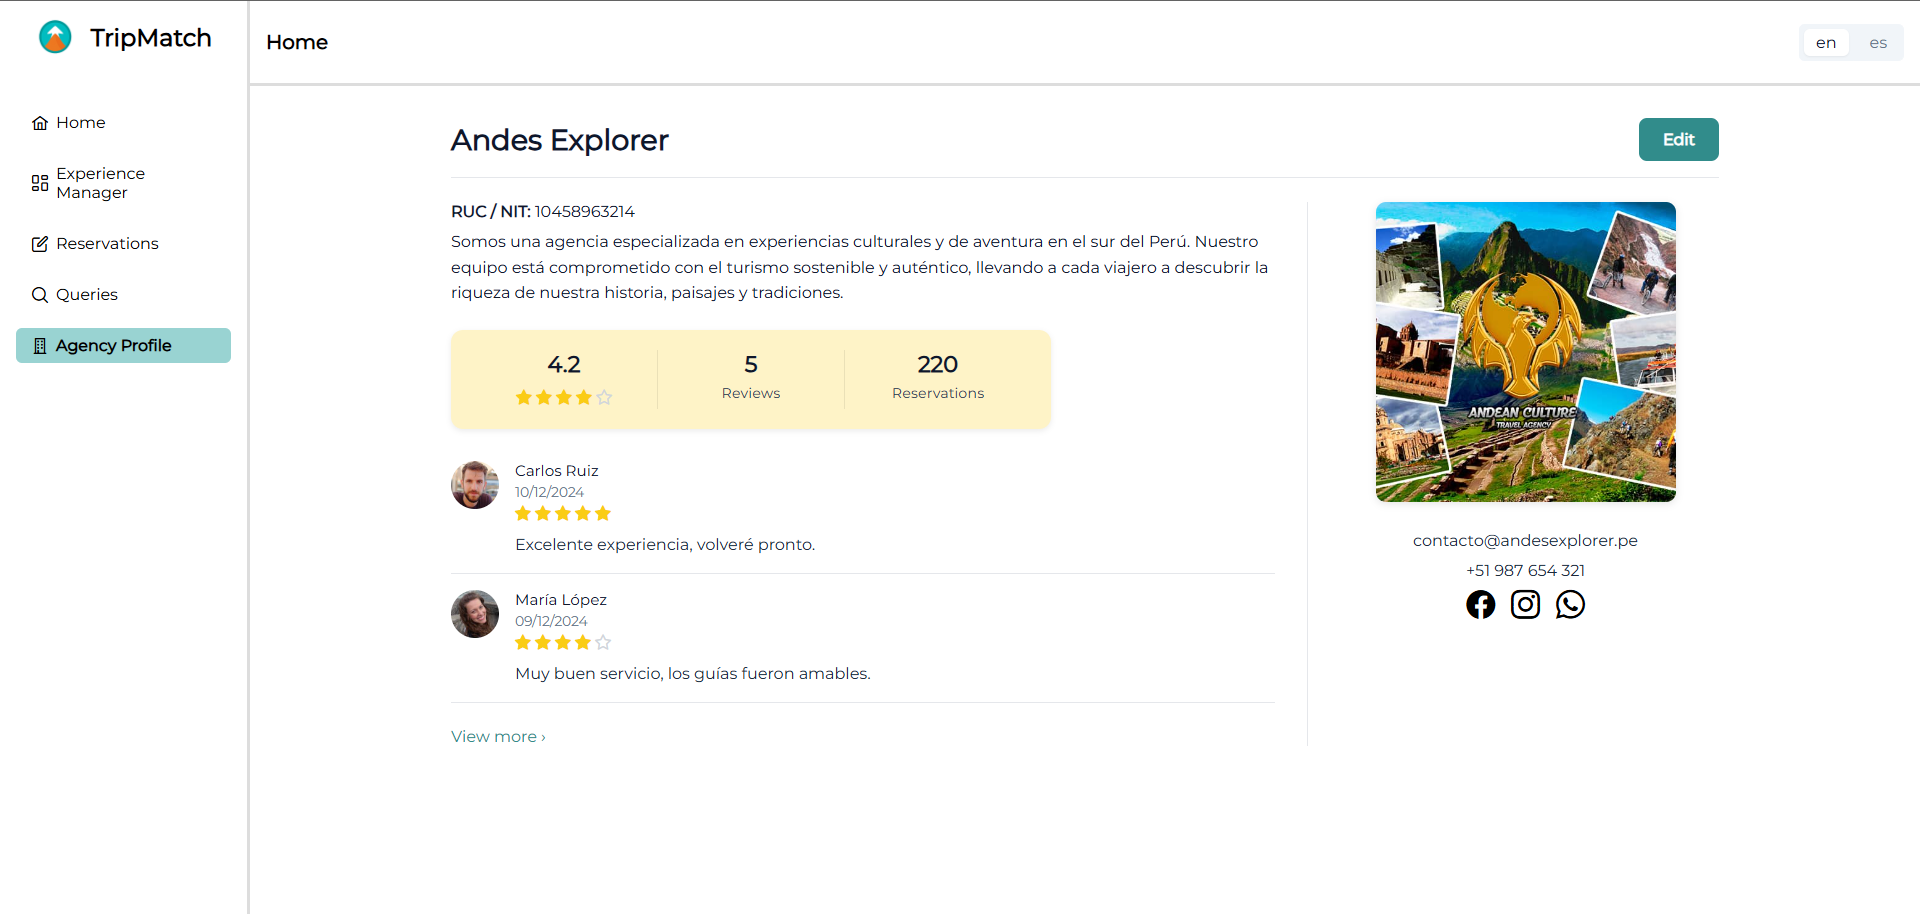 TripMatch
Home
en
es
Home
Experience
Manager
Reservations
Queries
Agency Profile
Andes Explorer
Edit
RUC / NIT: 10458963214
Somos una agencia especializada en experiencias culturales y de aventura en el sur del Perú. Nuestro
equipo está comprometido con el turismo sostenible y auténtico, llevando a cada viajero a descubrir la
riqueza de nuestra historia, paisajes y tradiciones.
4.2
5
Reviews
220
Reservations
Carlos Ruiz
10/12/2024
Excelente experiencia, volveré pronto.
María López
09/12/2024
Muy buen servicio, los guías fueron amables.
View more ›
ANDEAN CULTURE
TRAVEL AGENCY
contacto@andesexplorer.pe
+51 987 654 321